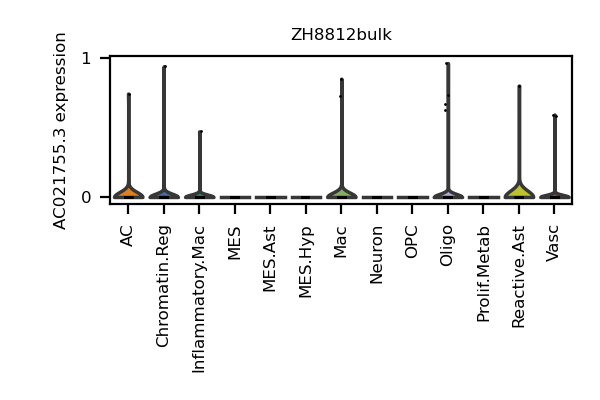 ZH8812bulk
AC021755.3 expression
1
0
AC
Chromatin.Reg
Inflammatory.Mac
MES
MES.Ast
MES.Hyp
Mac
Neuron
OPC
Oligo
Prolif.Metab
Reactive.Ast
Vasc